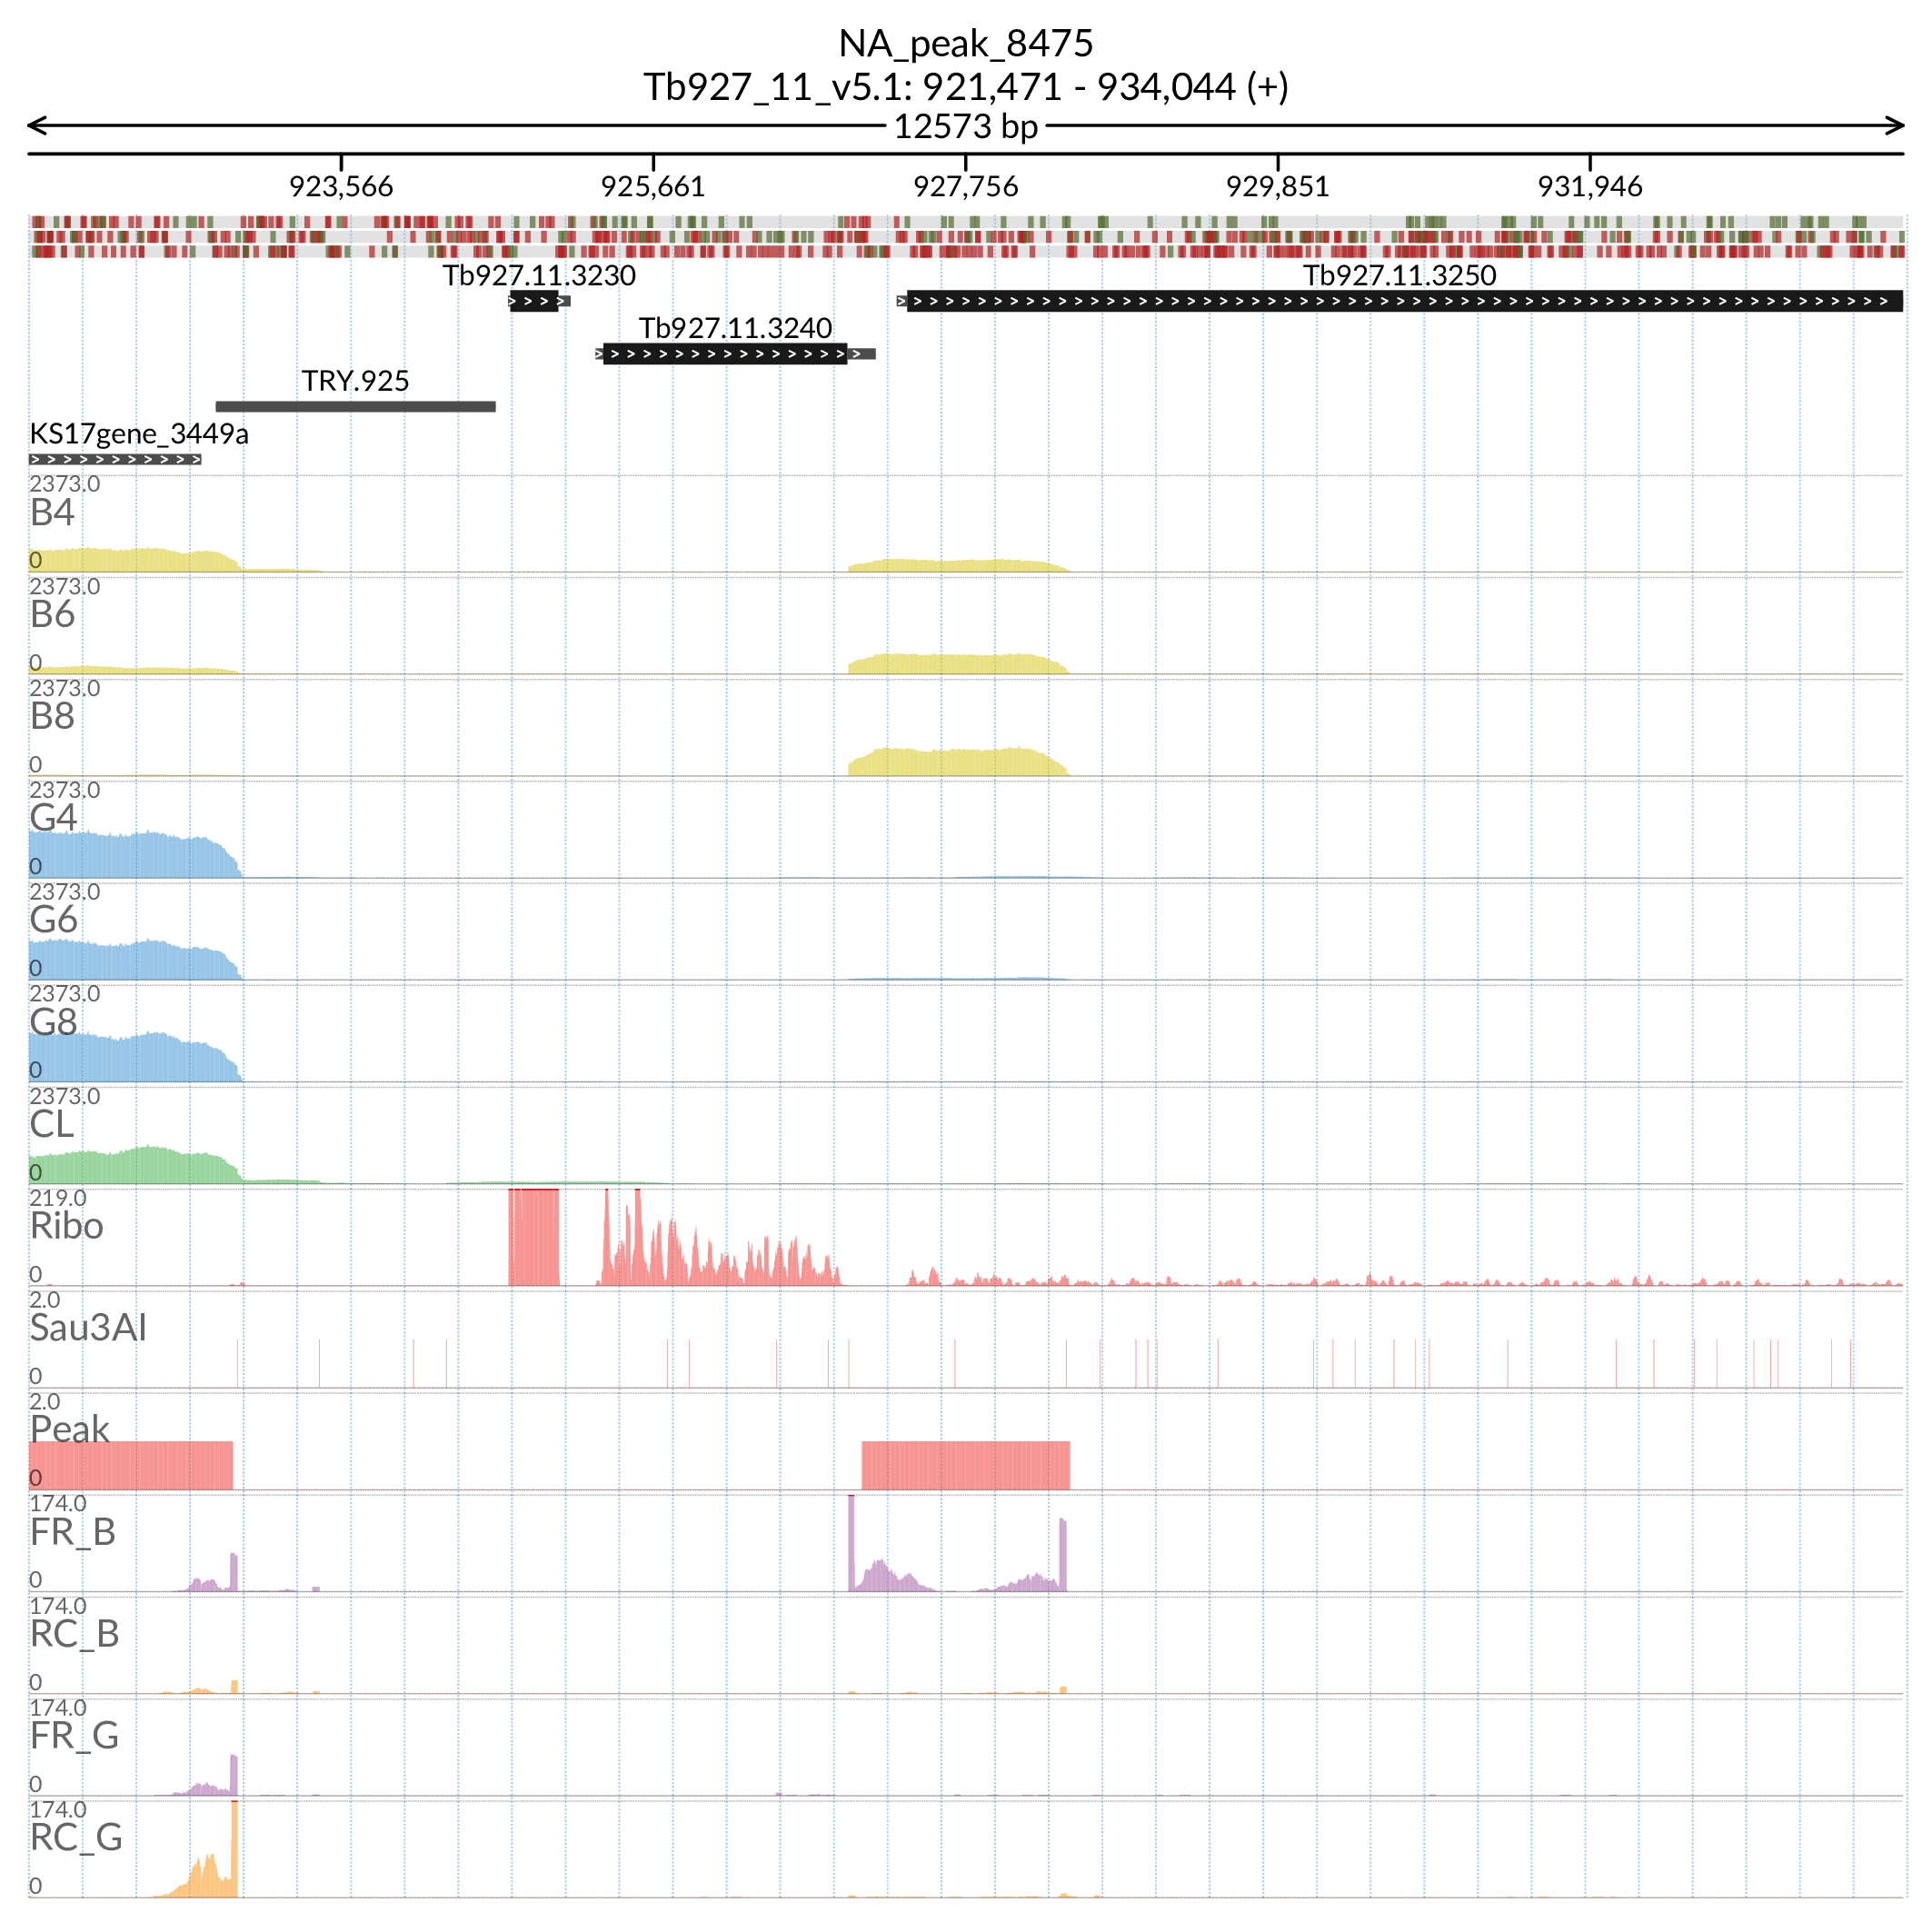 NA_peak_8475
Tb927_11_v5.1: 921,471 - 934,044 (+)
12573 bp
923,566 925,661 927,756 929,851 931,946
Tb927.11.3230 Tb927.11.3250
Tb927.11.3240
TRY.925
KS17gene_3449a
2373.0
B4
0
2373.0
B6
0
2373.0
B8
0
2373.0
G4
0
2373.0
G6
0
2373.0
G8
0
2373.0
CL
0
219.0
Ribo
0
2.0
Sau3AI
0
2.0
Peak
0
174.0
FR_B
0
174.0
RC_B
0
174.0
FR_G
0
174.0
RC_G
0